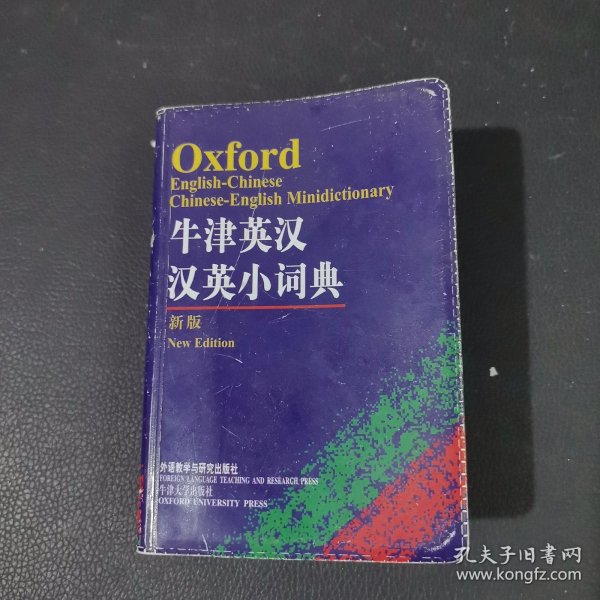 Oxford
English-Chinese
Chinese-English Minidictionary
牛津英汉
汉英小词典
新版
New Edition
外语教学与研究出版社
FOREIGN LANGUAGE TEACHING AND RESEARCH PRESS
牛津大学出版社
OXFORD UNIVERSITY PRESS
孔夫子旧书网
www.kongfz.com